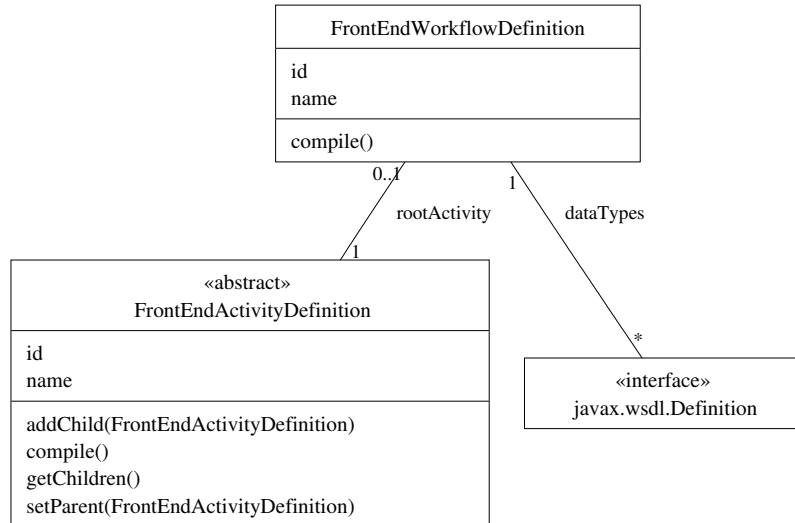 FrontEndWorkflowDefinition
id
name
compile()
0..1
1
rootActivity
dataTypes
1
*
«abstract»
FrontEndActivityDefinition
id
name
addChild(FrontEndActivityDefinition)
compile()
getChildren()
setParent(FrontEndActivityDefinition)
«interface»
javax.wsdl.Definition